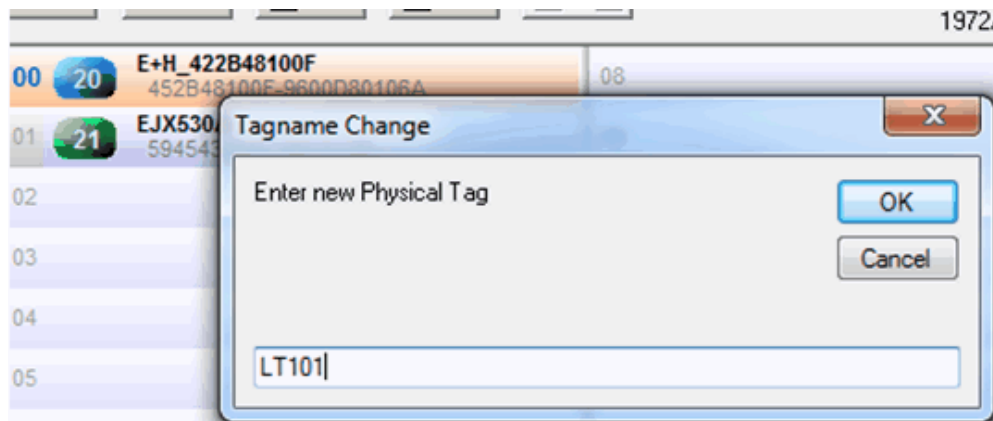 1972
00 20 E+H_422B48100F
452B48100F-9600D80106A
08
01 21 EJX530
594543
Tagname Change
Enter new Physical Tag
OK
Cancel
02
03
04
05
LT101